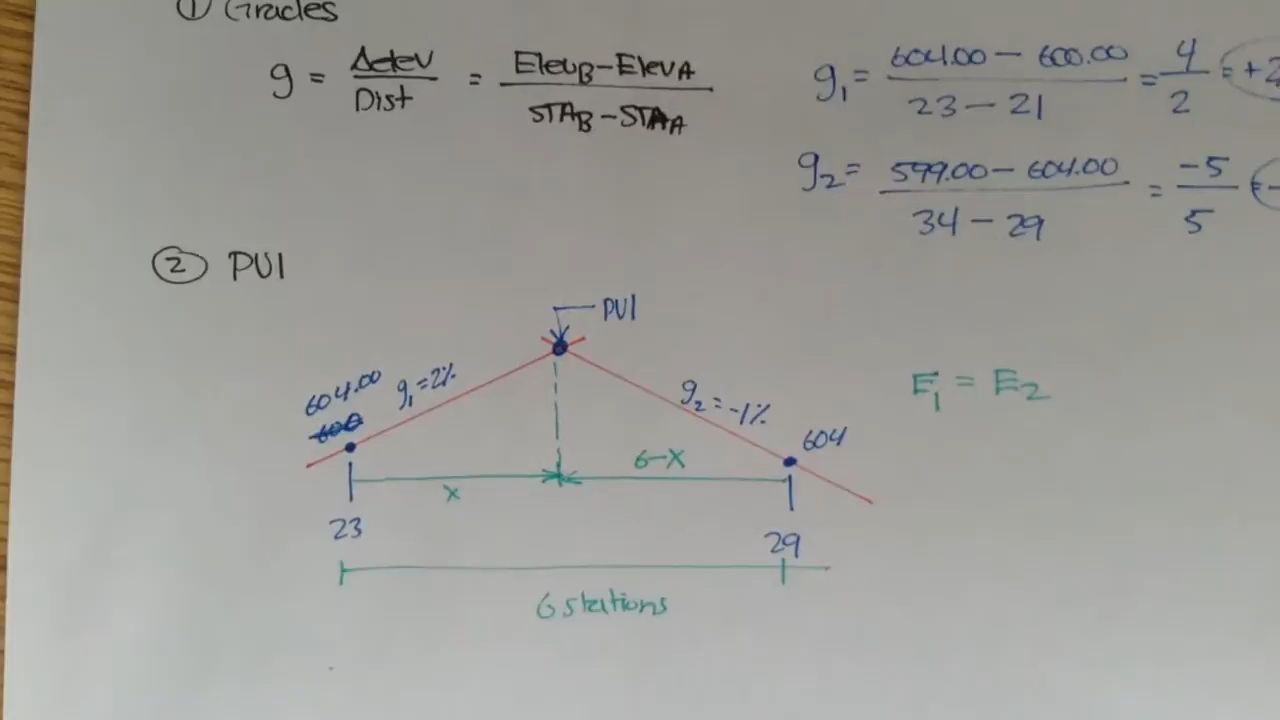 ① Grades
g = Δelev / Dist = ElevB – ElevA / STAB – STAA
g₁ = 604.00 – 600.00 / 23 – 21 = 4 / 2 = +2
g₂ = 599.00 – 604.00 / 34 – 29 = -5 / 5 = -
② PVI
PVI
604.00
600
g₁ = 2%
g₂ = -1%
604
E₁ = E₂
x
6-x
23
29
6 stations